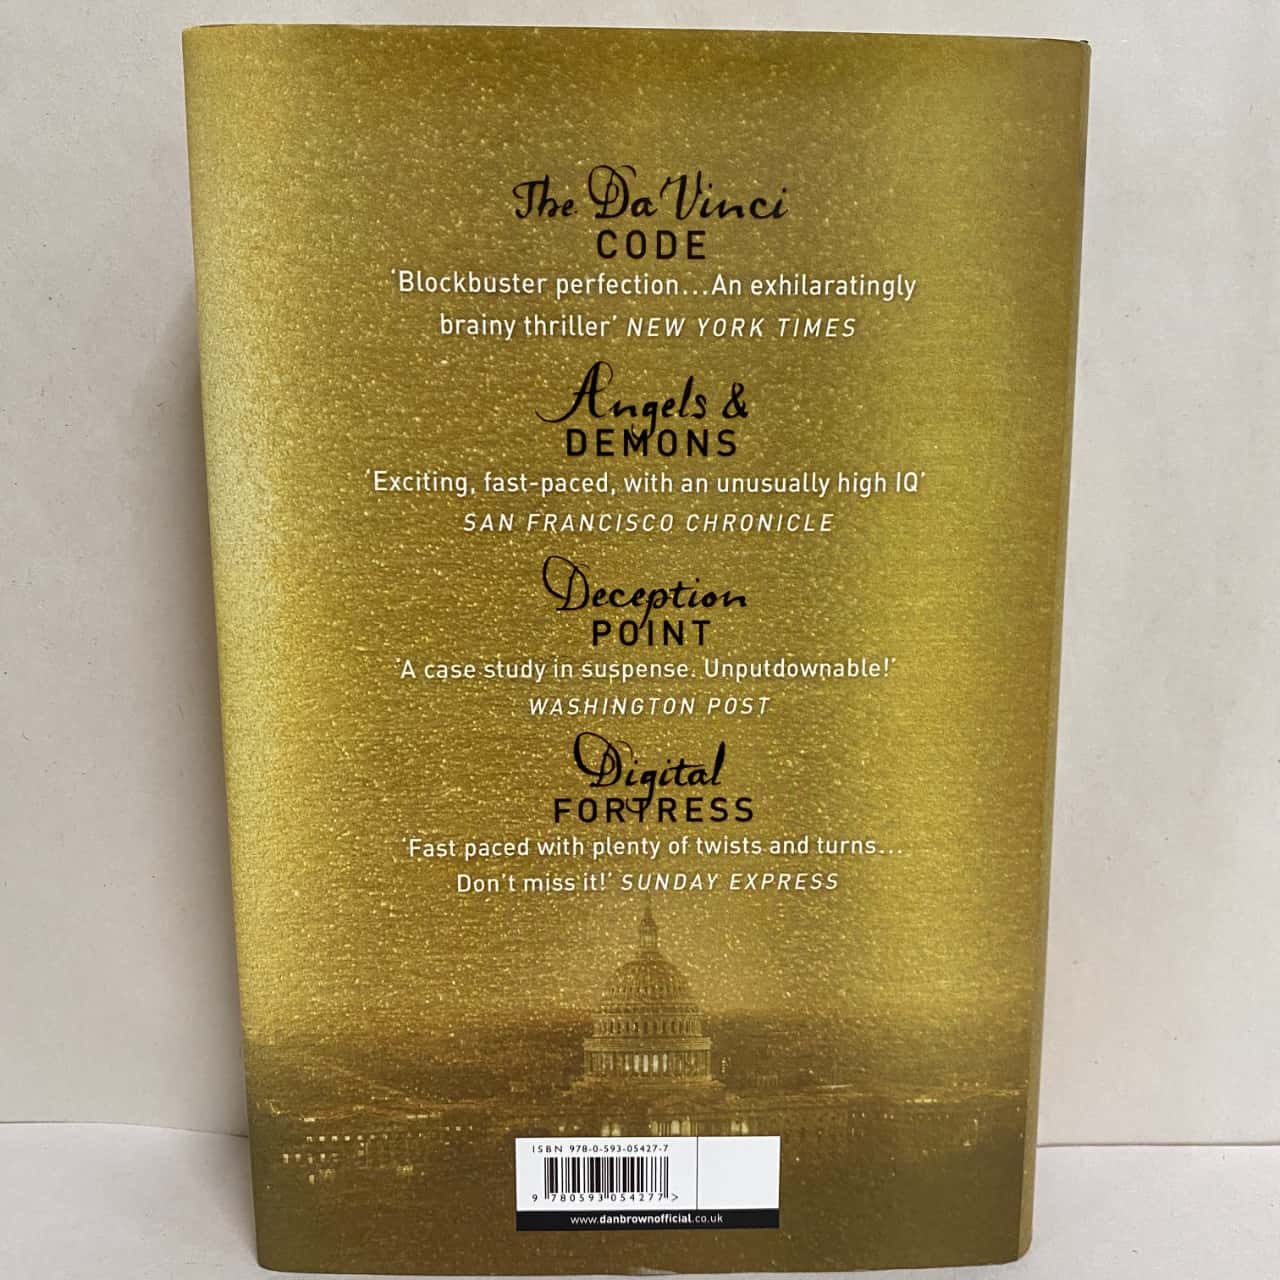 The Da Vinci
CODE
‘Blockbuster perfection...An exhilaratingly
brainy thriller’ NEW YORK TIMES
Angels &
DEMONS
‘Exciting, fast-paced, with an unusually high IQ’
SAN FRANCISCO CHRONICLE
Deception
POINT
‘A case study in suspense. Unputdownable!’
WASHINGTON POST
Digital
FORTRESS
‘Fast paced with plenty of twists and turns...
Don’t miss it!’ SUNDAY EXPRESS
ISBN 978-0-593-05427-7
9 780593 054277 >
www.danbrownofficial.co.uk